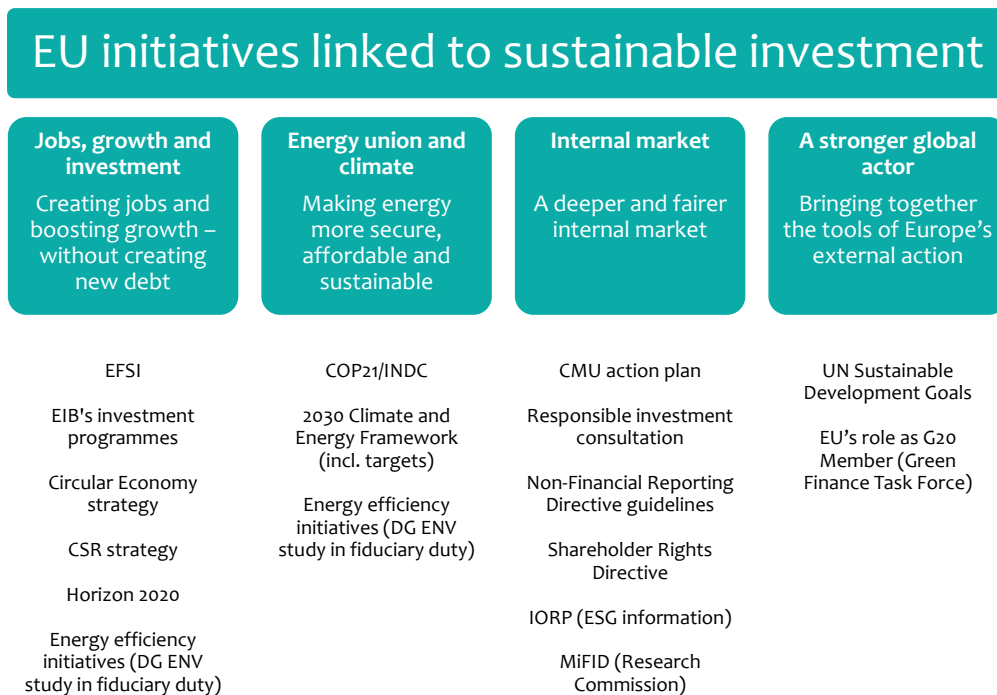 EU initiatives linked to sustainable investment
Jobs, growth and
investment
Creating jobs and
boosting growth –
without creating
new debt
EFSI
EIB's investment
programmes
Circular Economy
strategy
CSR strategy
Horizon 2020
Energy efficiency
initiatives (DG ENV
study in fiduciary duty)
Energy union and
climate
Making energy
more secure,
affordable and
sustainable
COP21/INDC
2030 Climate and
Energy Framework
(incl. targets)
Energy efficiency
initiatives (DG ENV
study in fiduciary duty)
Internal market
A deeper and fairer
internal market
CMU action plan
Responsible investment
consultation
Non-Financial Reporting
Directive guidelines
Shareholder Rights
Directive
IORP (ESG information)
MiFID (Research
Commission)
A stronger global
actor
Bringing together
the tools of Europe’s
external action
UN Sustainable
Development Goals
EU’s role as G20
Member (Green
Finance Task Force)